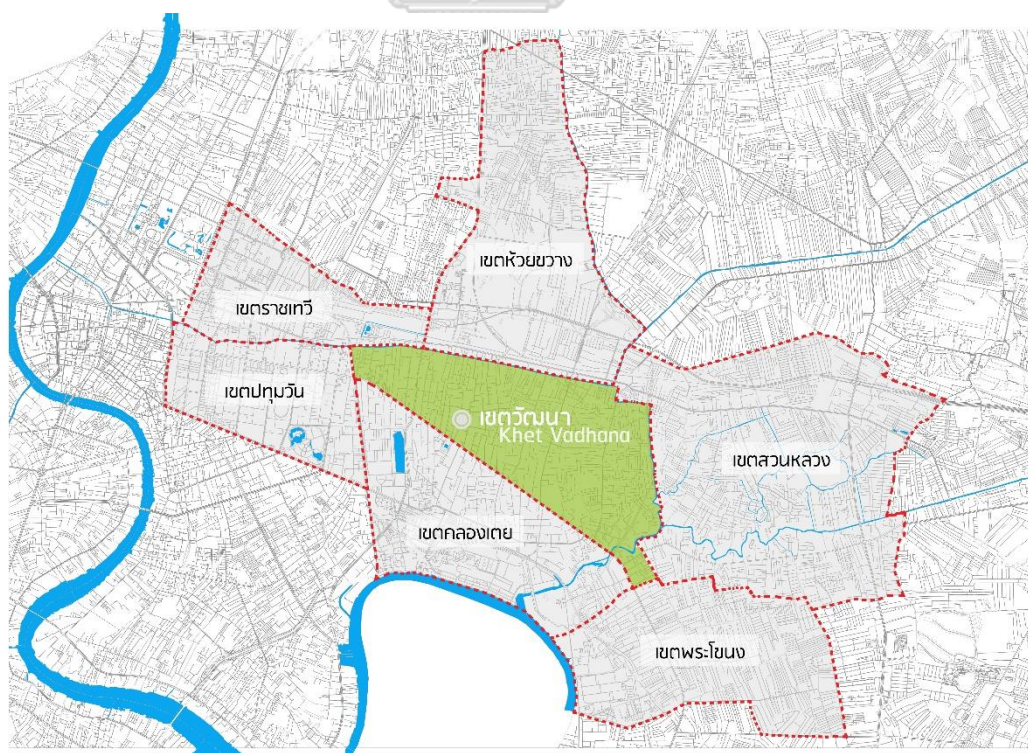 เขตห้วยขวาง
เขตราชเทวี
เขตปทุมวัน
เขตวัฒนา
Khet Vadhana
เขตสวนหลวง
เขตคลองเตย
เขตพระโขนง